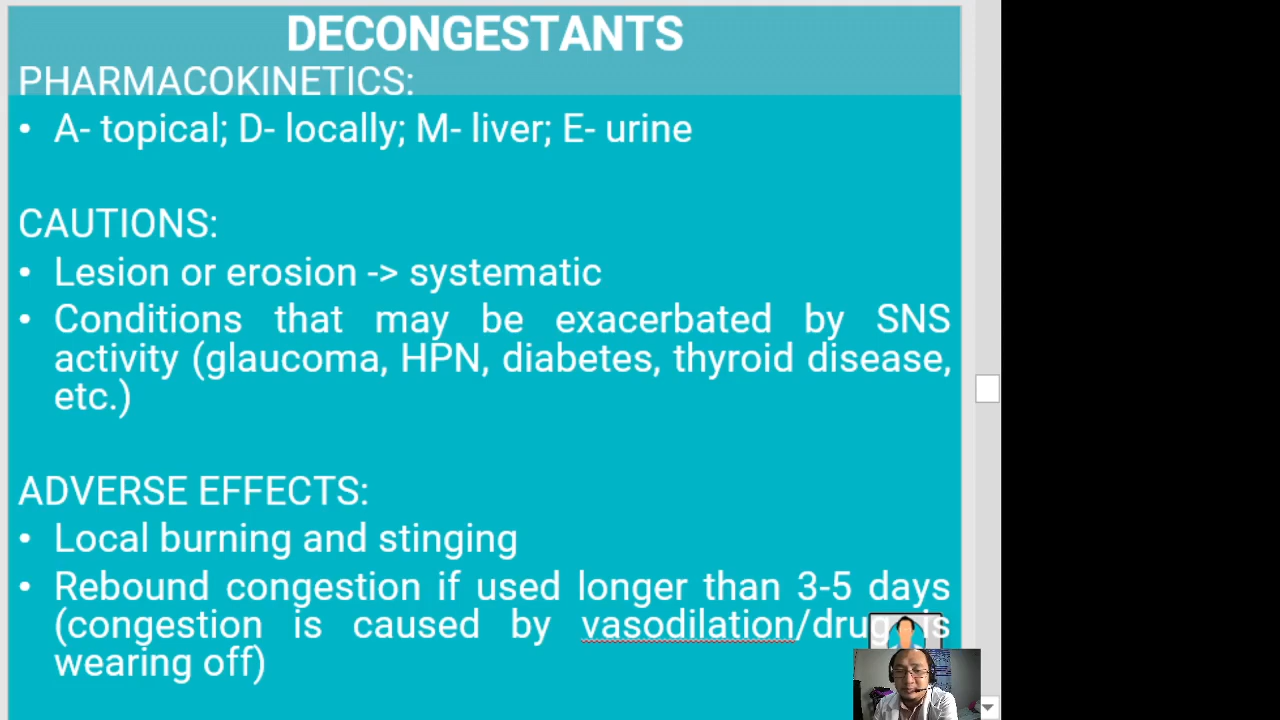 DECONGESTANTS
PHARMACOKINETICS:
• A- topical; D- locally; M- liver; E- urine
CAUTIONS:
• Lesion or erosion -> systematic
• Conditions that may be exacerbated by SNS
activity (glaucoma, HPN, diabetes, thyroid disease,
etc.)
ADVERSE EFFECTS:
• Local burning and stinging
• Rebound congestion if used longer than 3-5 days
(congestion is caused by vasodilation/drug is
wearing off)